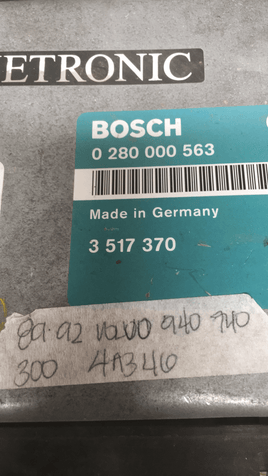 ETRONIC
BOSCH
0 280 000 563
Made in Germany
3 517 370
89-92 VOLVO 940 740
300 4A346